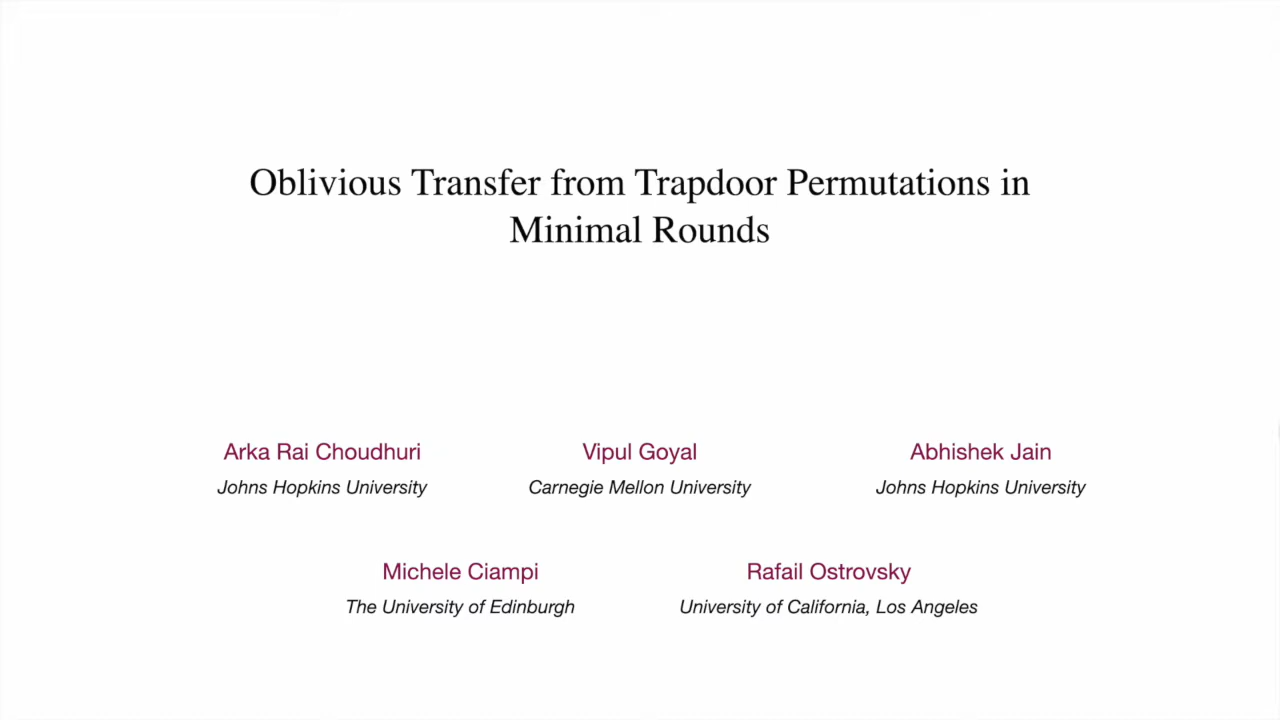 Oblivious Transfer from Trapdoor Permutations in
Minimal Rounds
Arka Rai Choudhuri
Vipul Goyal
Abhishek Jain
Johns Hopkins University
Carnegie Mellon University
Johns Hopkins University
Michele Ciampi
Rafail Ostrovsky
The University of Edinburgh
University of California, Los Angeles